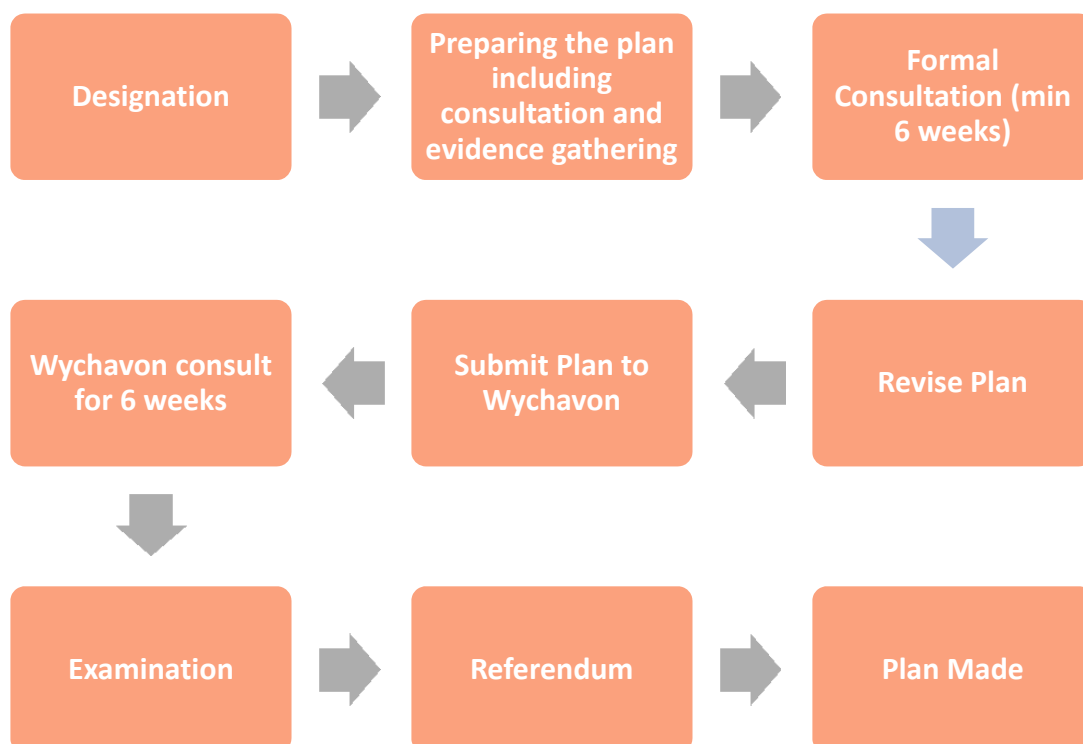 Designation
Preparing the plan
including
consultation and
evidence gathering
Formal
Consultation (min
6 weeks)
Revise Plan
Submit Plan to
Wychavon
Wychavon consult
for 6 weeks
Examination
Referendum
Plan Made